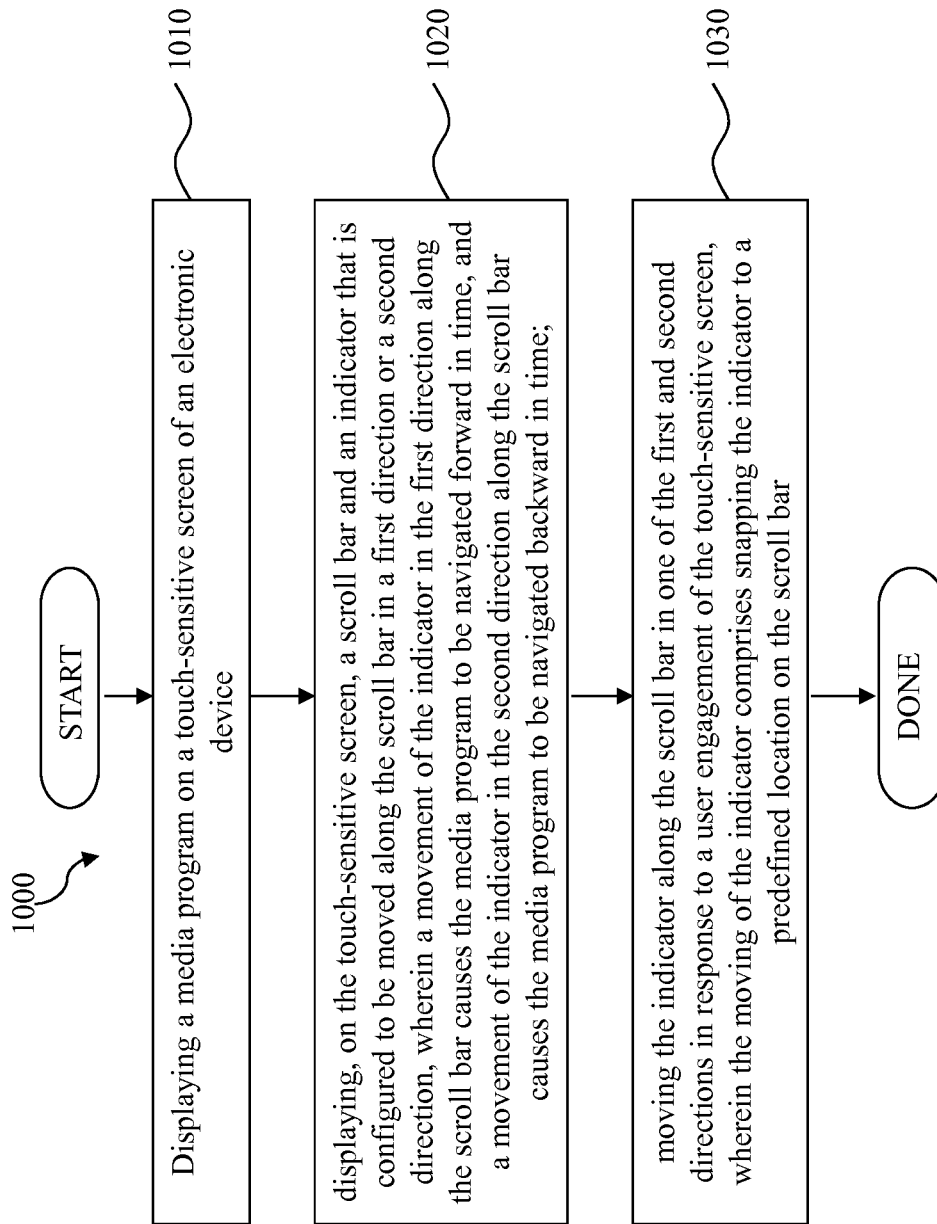 1000
START
Displaying a media program on a touch-sensitive screen of an electronic
device
1010
displaying, on the touch-sensitive screen, a scroll bar and an indicator that is
configured to be moved along the scroll bar in a first direction or a second
direction, wherein a movement of the indicator in the first direction along
the scroll bar causes the media program to be navigated forward in time, and
a movement of the indicator in the second direction along the scroll bar
causes the media program to be navigated backward in time;
1020
moving the indicator along the scroll bar in one of the first and second
directions in response to a user engagement of the touch-sensitive screen,
wherein the moving of the indicator comprises snapping the indicator to a
predefined location on the scroll bar
1030
DONE